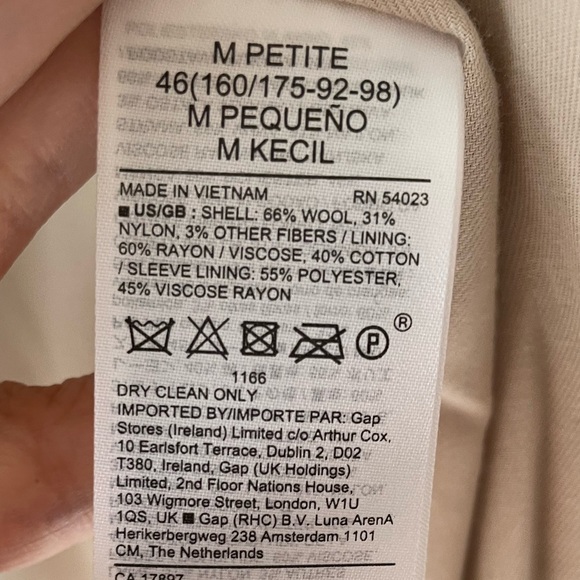 M PETITE
46(160/175-92-98)
M PEQUEÑO
M KECIL
MADE IN VIETNAM RN 54023
■ US/GB : SHELL: 66% WOOL, 31%
NYLON, 3% OTHER FIBERS / LINING:
60% RAYON / VISCOSE, 40% COTTON
/ SLEEVE LINING: 55% POLYESTER,
45% VISCOSE RAYON
P ®
1166
DRY CLEAN ONLY
IMPORTED BY/IMPORTE PAR: Gap
Stores (Ireland) Limited c/o Arthur Cox,
10 Earlsfort Terrace, Dublin 2, D02
T380, Ireland, Gap (UK Holdings)
Limited, 2nd Floor Nations House,
103 Wigmore Street, London, W1U
1QS, UK ■ Gap (RHC) B.V. Luna ArenA
Herikerbergweg 238 Amsterdam 1101
CM, The Netherlands
CA 17897